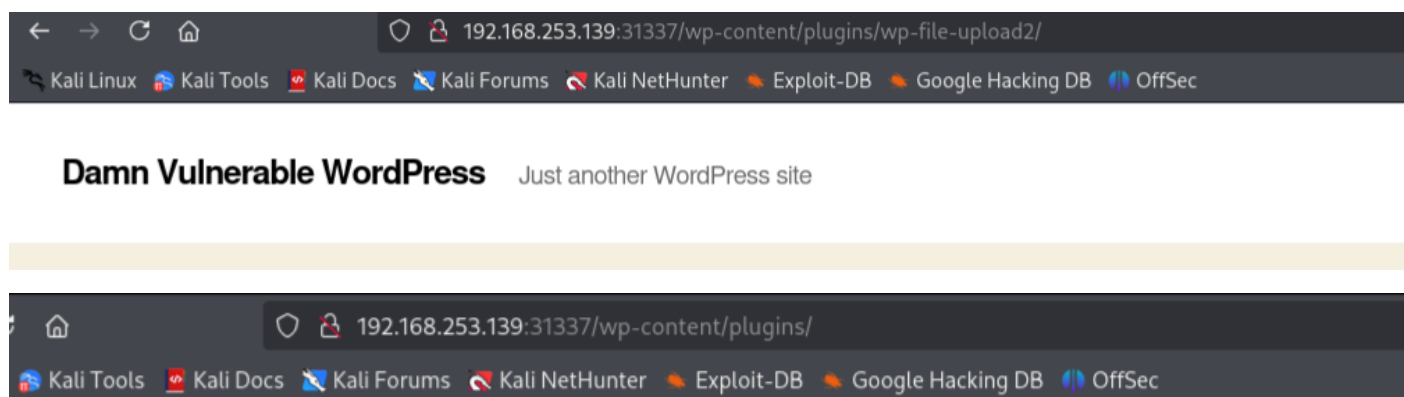 192.168.253.139:31337/wp-content/plugins/wp-file-upload2/
Kali Linux Kali Tools Kali Docs Kali Forums Kali NetHunter Exploit-DB Google Hacking DB OffSec
Damn Vulnerable WordPress Just another WordPress site
192.168.253.139:31337/wp-content/plugins/
Kali Tools Kali Docs Kali Forums Kali NetHunter Exploit-DB Google Hacking DB OffSec